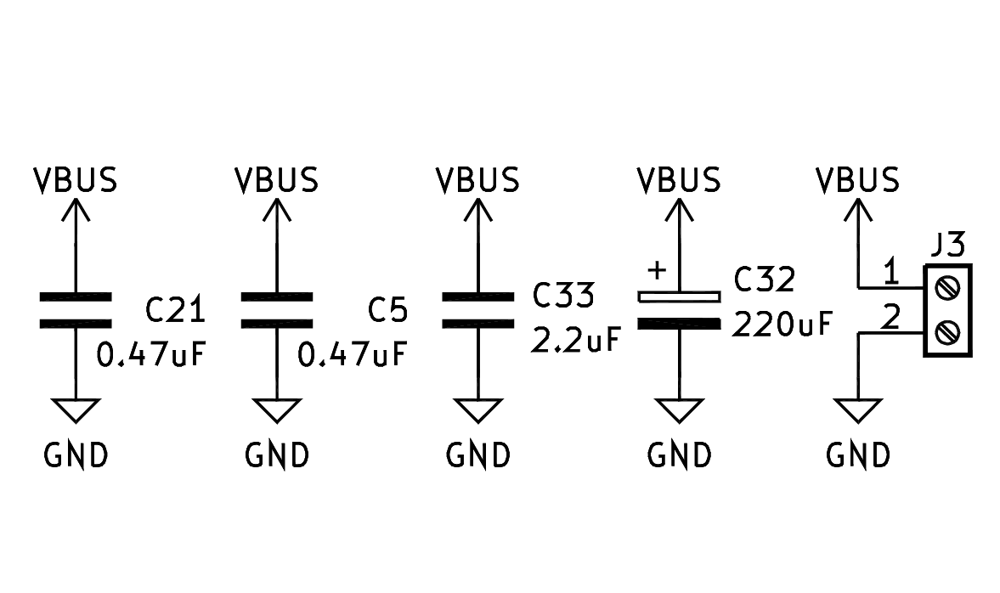 VBUS
VBUS
VBUS
VBUS
VBUS
C21
0.47uF
C5
0.47uF
C33
2.2uF
+
C32
220uF
J3
1
2
GND
GND
GND
GND
GND